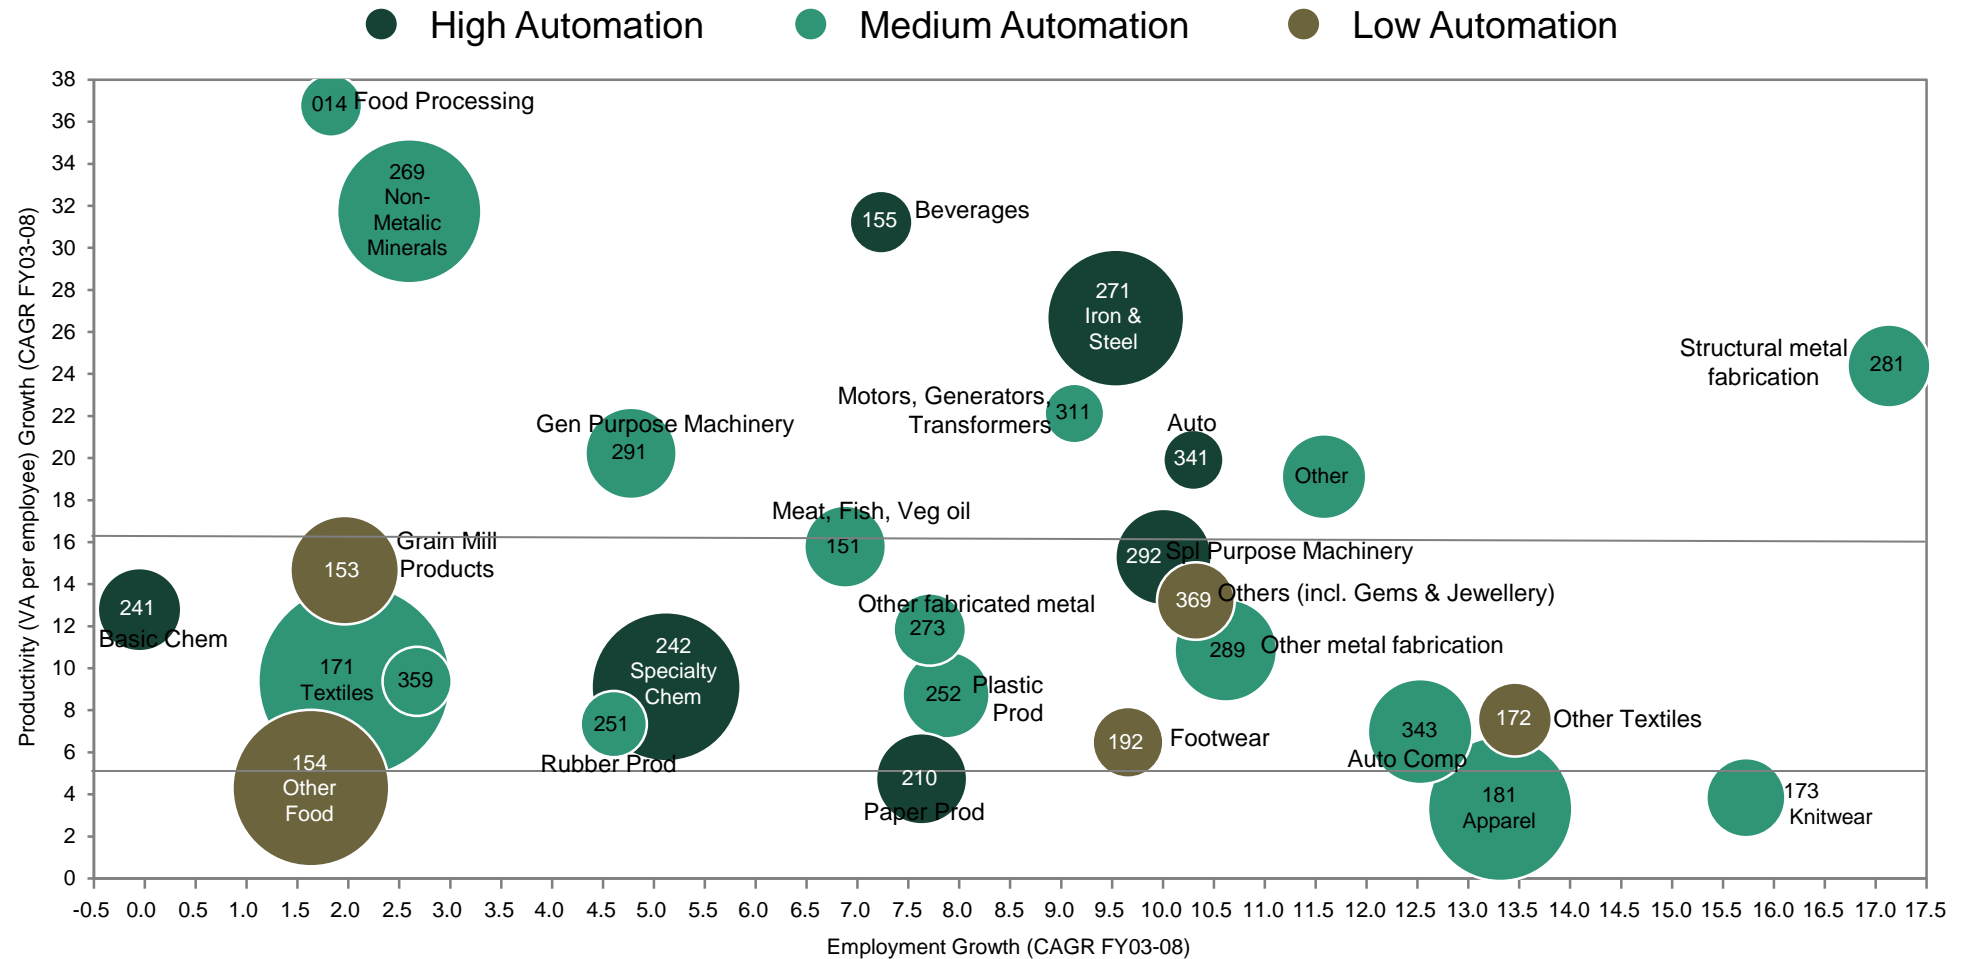 High Automation
Medium Automation
Low Automation
Productivity (VA per employee) Growth (CAGR FY03-08)
38
36
34
32
30
28
26
24
22
20
18
16
14
12
10
8
6
4
2
0
014 Food Processing
269
Non-
Metalic
Minerals
155 Beverages
271
Iron &
Steel
Structural metal
fabrication
281
Motors, Generators,
Transformers
311
Gen Purpose Machinery
291
Auto
341
Other
Meat, Fish, Veg oil
151
Grain Mill
Products
153
292 Spl Purpose Machinery
369 Others (incl. Gems & Jewellery)
241
Basic Chem
Other fabricated metal
273
289 Other metal fabrication
171
Textiles
359
242
Specialty
Chem
252
Plastic
Prod
251
Rubber Prod
192 Footwear
343
Auto Comp
172 Other Textiles
154
Other
Food
210
Paper Prod
181
Apparel
173
Knitwear
-0.5 0.0 0.5 1.0 1.5 2.0 2.5 3.0 3.5 4.0 4.5 5.0 5.5 6.0 6.5 7.0 7.5 8.0 8.5 9.0 9.5 10.0 10.5 11.0 11.5 12.0 12.5 13.0 13.5 14.0 14.5 15.0 15.5 16.0 16.5 17.0 17.5
Employment Growth (CAGR FY03-08)